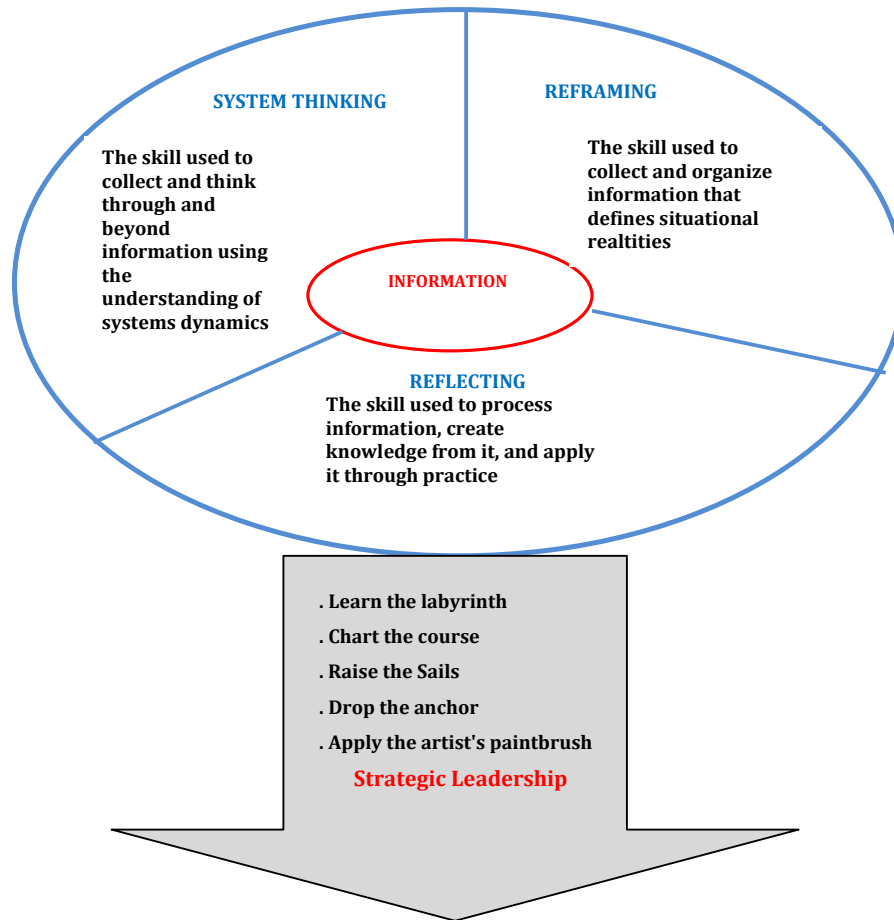 SYSTEM THINKING
The skill used to
collect and think
through and
beyond
information using
the
understanding of
systems dynamics
REFRAMING
The skill used to
collect and organize
information that
defines situational
realtities
INFORMATION
REFLECTING
The skill used to process
information, create
knowledge from it, and apply
it through practice
. Learn the labyrinth
. Chart the course
. Raise the Sails
. Drop the anchor
. Apply the artist's paintbrush
Strategic Leadership